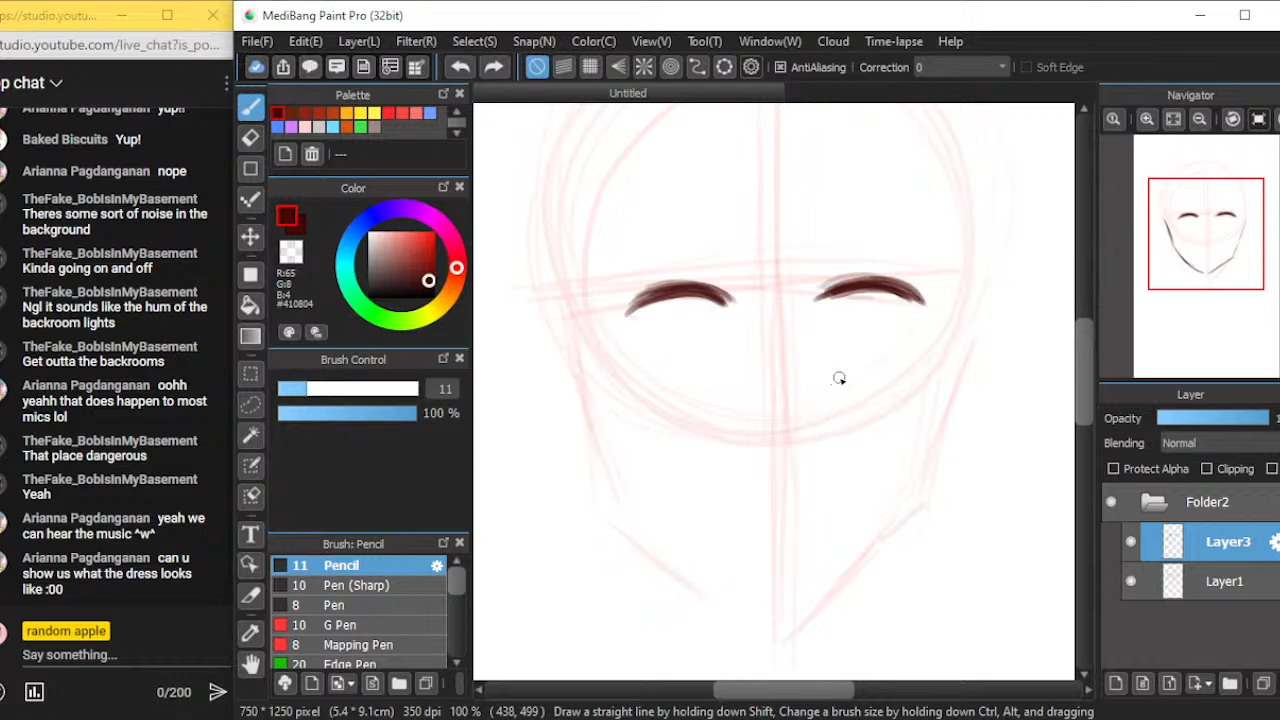 ps://studio.youtu...
MediBang Paint Pro (32bit)
tudio.youtube.com/live_chat?is_po...
File(F) Edit(E) Layer(L) Filter(R) Select(S) Snap(N) Color(C) View(V) Tool(T) Window(W) Cloud Time-lapse Help
AntiAliasing Correction 0 Soft Edge
p chat
Palette
Untitled
Navigator
Arianna Pagdanganan yup!!
Baked Biscuits Yup!
Arianna Pagdanganan nope
TheFake_BobIsInMyBasement
Theres some sort of noise in the
background
TheFake_BobIsInMyBasement
Kinda going on and off
TheFake_BobIsInMyBasement
Ngl it sounds like the hum of the
backroom lights
TheFake_BobIsInMyBasement
Get outta the backrooms
Arianna Pagdanganan oohh
yeahh that does happen to most
mics lol
TheFake_BobIsInMyBasement
That place dangerous
TheFake_BobIsInMyBasement
Yeah
Arianna Pagdanganan yeah we
can hear the music ^w^
Arianna Pagdanganan can u
show us what the dress looks
like :00
random apple
Say something...
0/200
---
Color
R:65
G:8
B:4
#410804
Brush Control
11
100 %
Brush: Pencil
11 Pencil
10 Pen (Sharp)
8 Pen
10 G Pen
8 Mapping Pen
20 Edge Pen
Layer
Opacity 1
Blending Normal
Protect Alpha Clipping
Folder2
Layer3
Layer1
750 * 1250 pixel (5.4 * 9.1cm) 350 dpi 100 % ( 438, 499 ) Draw a straight line by holding down Shift, Change a brush size by holding down Ctrl, Alt, and dragging